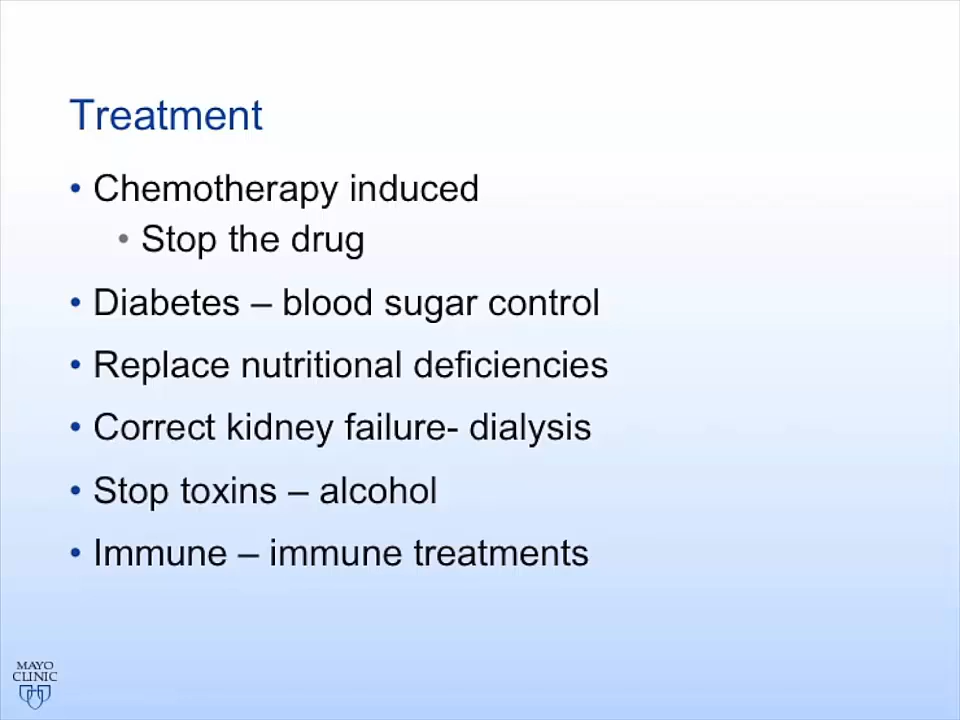 Treatment
• Chemotherapy induced
• Stop the drug
• Diabetes – blood sugar control
• Replace nutritional deficiencies
• Correct kidney failure- dialysis
• Stop toxins – alcohol
• Immune – immune treatments
MAYO
CLINIC